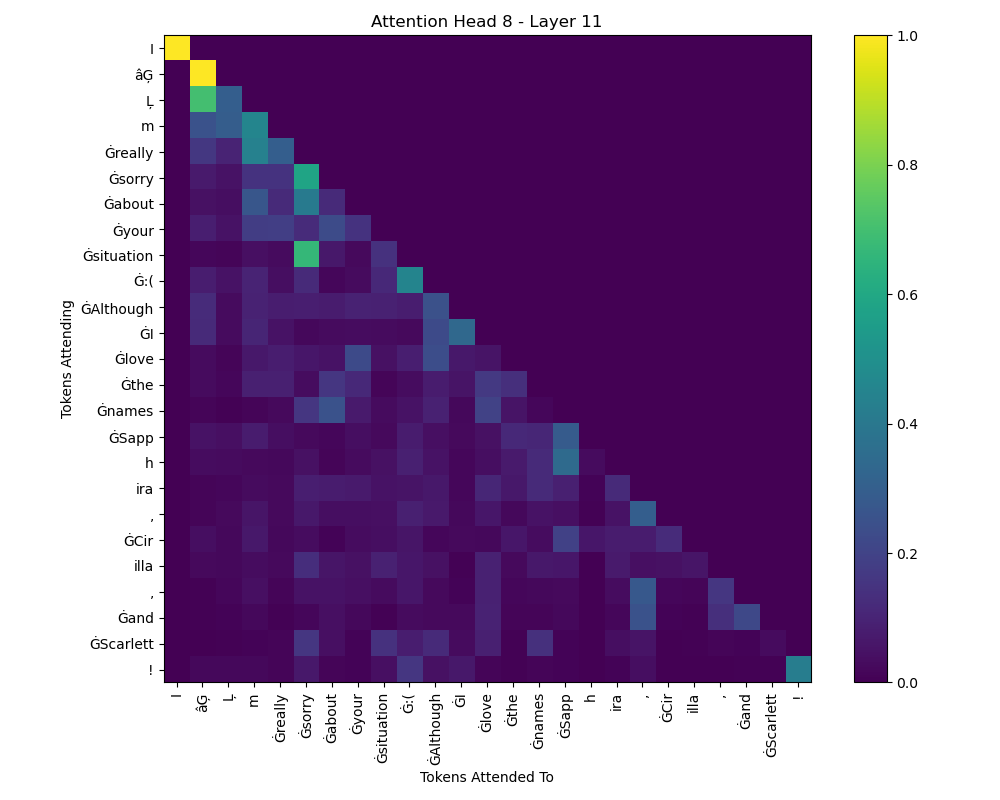 Attention Head 8 - Layer 11
Tokens Attending
I
âĢ
Ļ
m
Ġreally
Ġsorry
Ġabout
Ġyour
Ġsituation
Ġ:(
ĠAlthough
ĠI
Ġlove
Ġthe
Ġnames
ĠSapp
h
ira
,
ĠCir
illa
,
Ġand
ĠScarlett
!
I
âĢ
Ļ
m
Ġreally
Ġsorry
Ġabout
Ġyour
Ġsituation
Ġ:(
ĠAlthough
ĠI
Ġlove
Ġthe
Ġnames
ĠSapp
h
ira
,
ĠCir
illa
,
Ġand
ĠScarlett
!
Tokens Attended To
1.0
0.8
0.6
0.4
0.2
0.0